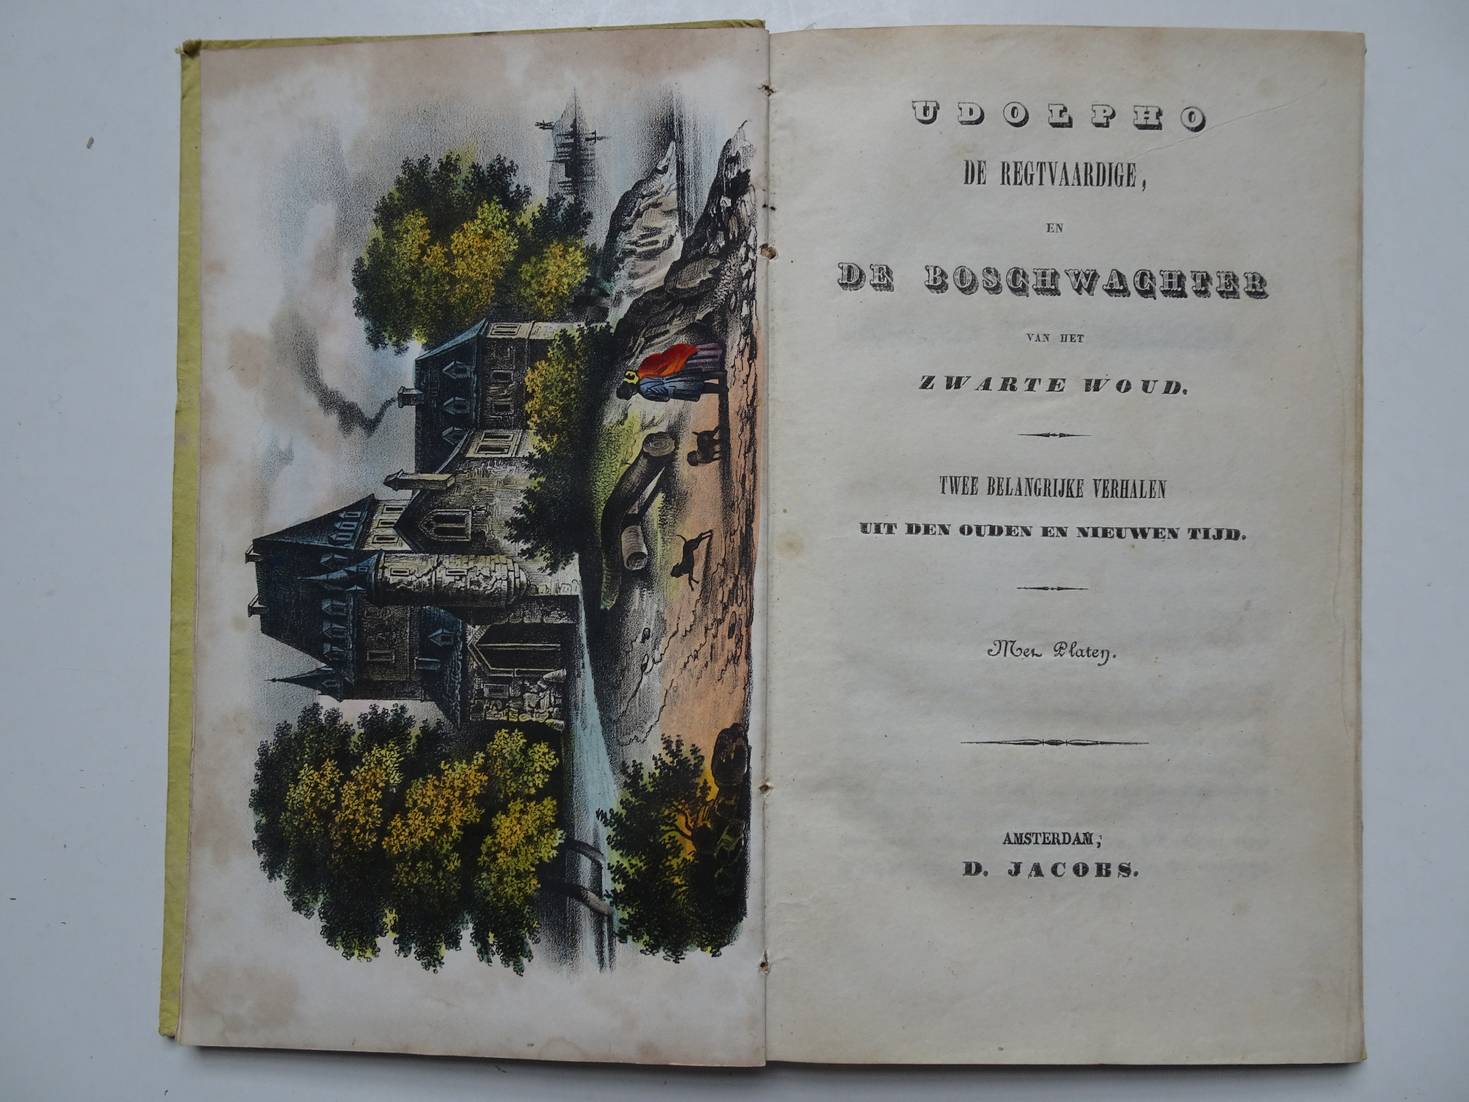 UDOLPHO
DE REGTVAARDIGE,
EN
DE BOSCHWACHTER
VAN HET
ZWARTE WOUD.
TWEE BELANGRIJKE VERHALEN
UIT DEN OUDEN EN NIEUWEN TIJD.
Met Platen.
AMSTERDAM,
D. JACOBS.